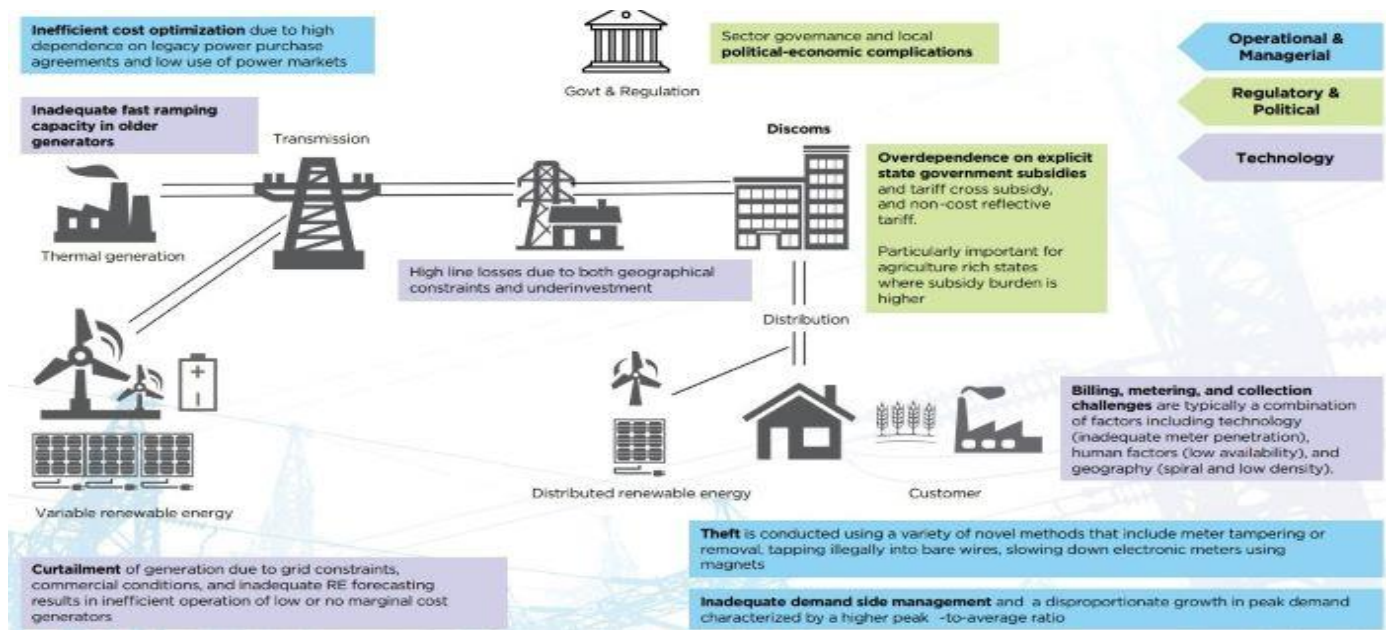 Inefficient cost optimization due to high
dependence on legacy power purchase
agreements and low use of power markets
Govt & Regulation
Sector governance and local
political-economic complications
Operational &
Managerial
Regulatory &
Political
Technology
Inadequate fast ramping
capacity in older
generators
Transmission
Discoms
Thermal generation
High line losses due to both geographical
constraints and underinvestment
Overdependence on explicit
state government subsidies
and tariff cross subsidy,
and non-cost reflective
tariff.
Particularly important for
agriculture rich states
where subsidy burden is
higher
Distribution
Variable renewable energy
Distributed renewable energy
Customer
Billing, metering, and collection
challenges are typically a combination
of factors including technology
(inadequate meter penetration),
human factors (low availability), and
geography (spiral and low density).
Curtailment of generation due to grid constraints,
commercial conditions, and inadequate RE forecasting
results in inefficient operation of low or no marginal cost
generators
Theft is conducted using a variety of novel methods that include meter tampering or
removal, tapping illegally into bare wires, slowing down electronic meters using
magnets
Inadequate demand side management and a disproportionate growth in peak demand
characterized by a higher peak -to-average ratio